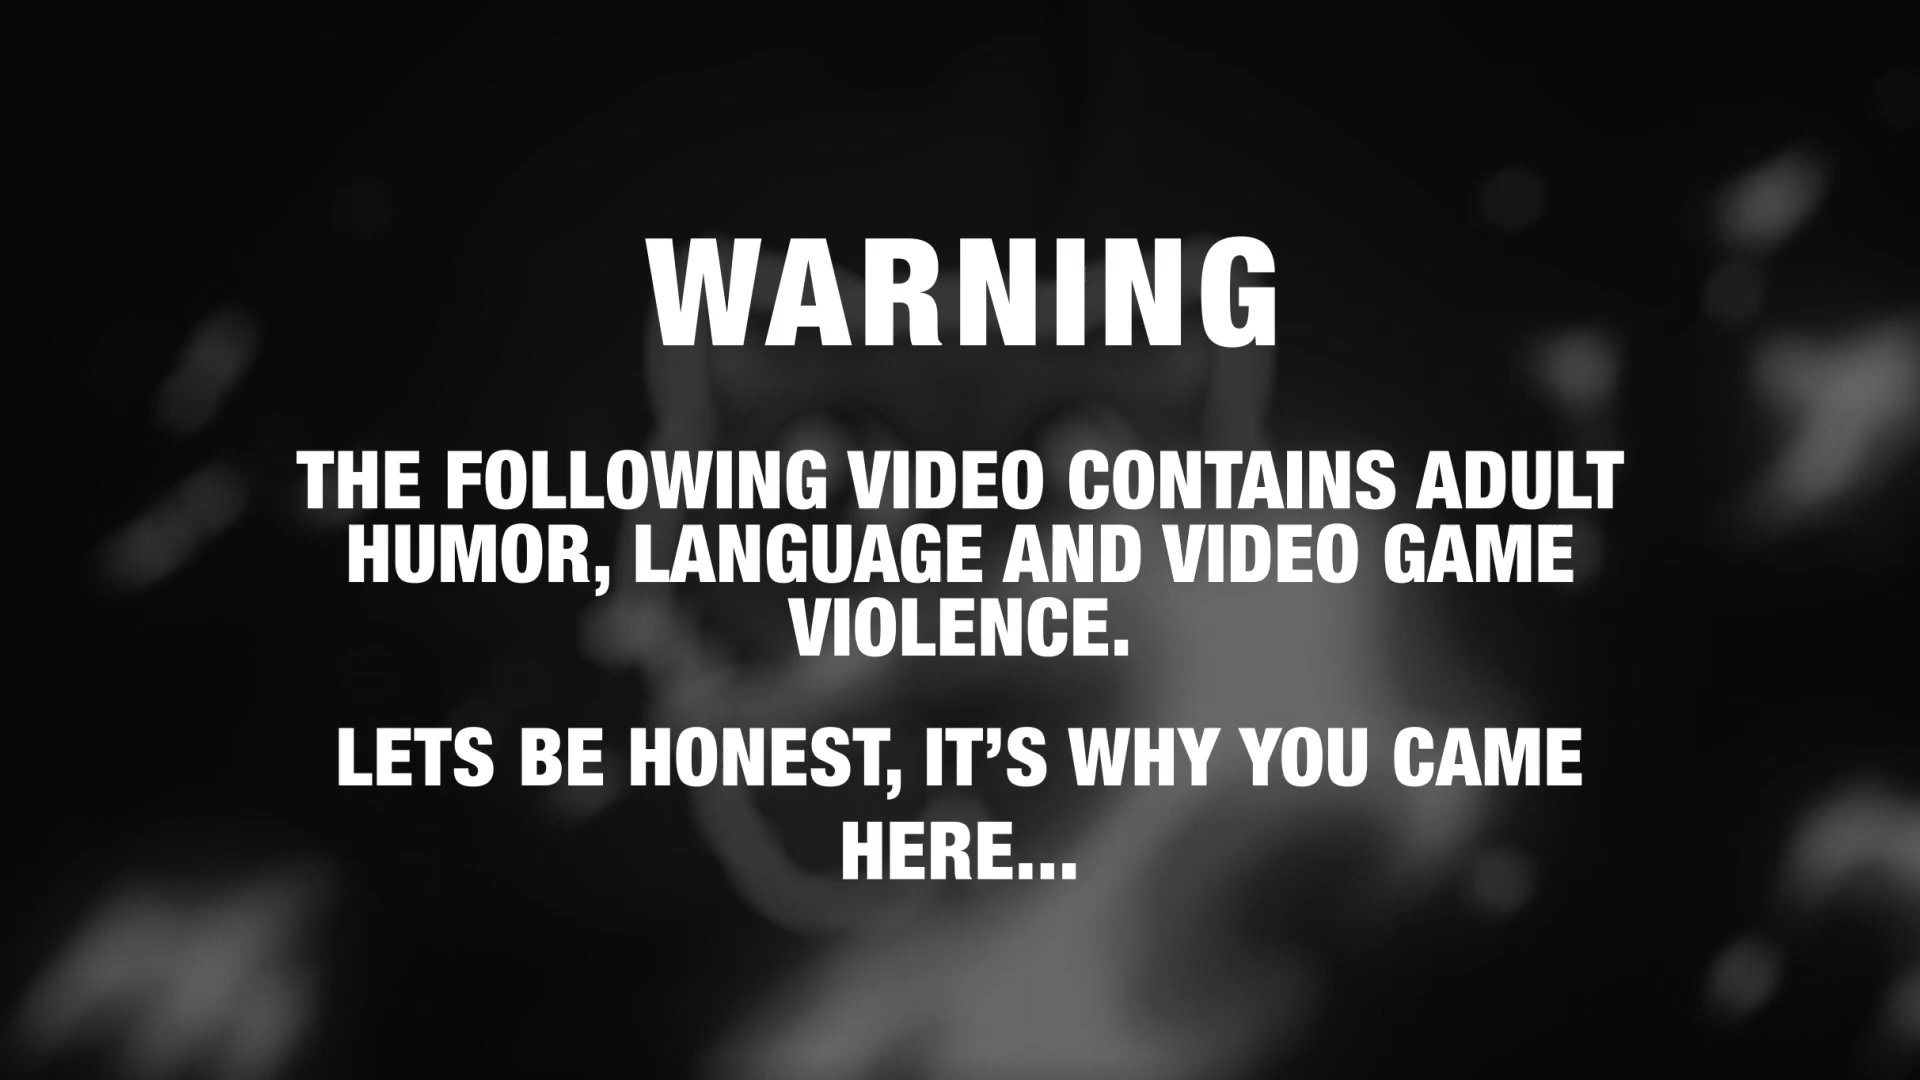 WARNING
THE FOLLOWING VIDEO CONTAINS ADULT
HUMOR, LANGUAGE AND VIDEO GAME
VIOLENCE.
LETS BE HONEST, IT’S WHY YOU CAME
HERE...